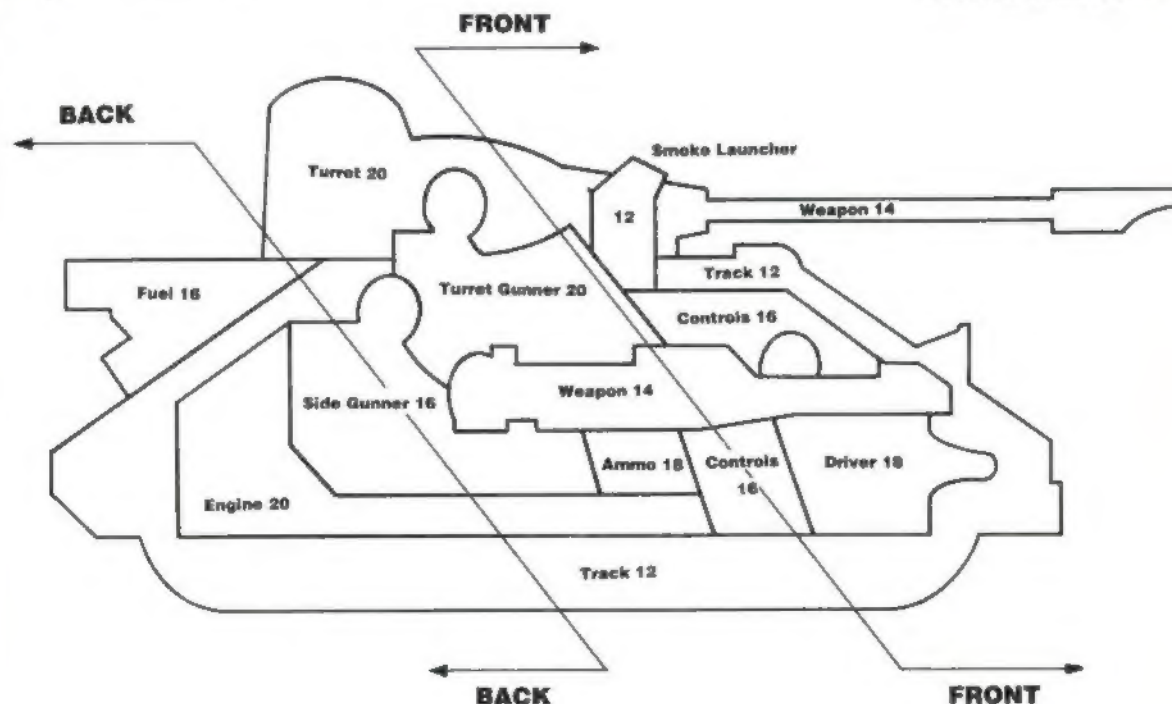 FRONT
BACK
Smoke Launcher
Turret 20
12
Weapon 14
Track 12
Fuel 16
Turret Gunner 20
Controls 16
Weapon 14
Side Gunner 16
Ammo 18
Controls
16
Driver 18
Engine 20
Track 12
BACK
FRONT